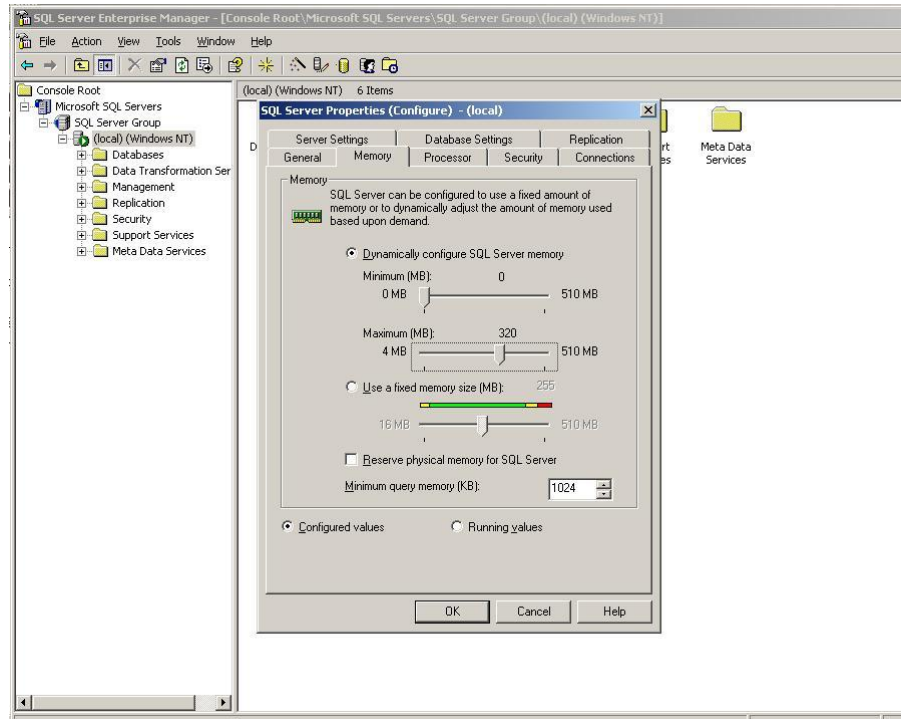 SQL Server Enterprise Manager - [Console Root\Microsoft SQL Servers\SQL Server Group\(local) (Windows NT)]
File Action View Tools Window Help
Console Root
Microsoft SQL Servers
SQL Server Group
(local) (Windows NT)
Databases
Data Transformation Ser
Management
Replication
Security
Support Services
Meta Data Services
(local) (Windows NT) 6 Items
D
rt
es
Meta Data
Services
SQL Server Properties (Configure) - (local)
Server Settings Database Settings Replication
General Memory Processor Security Connections
Memory
SQL Server can be configured to use a fixed amount of
memory or to dynamically adjust the amount of memory used
based upon demand.
Dynamically configure SQL Server memory
Minimum (MB): 0
0 MB 510 MB
Maximum (MB): 320
4 MB 510 MB
Use a fixed memory size (MB): 255
16 MB 510 MB
Reserve physical memory for SQL Server
Minimum query memory (KB): 1024
Configured values Running values
OK Cancel Help